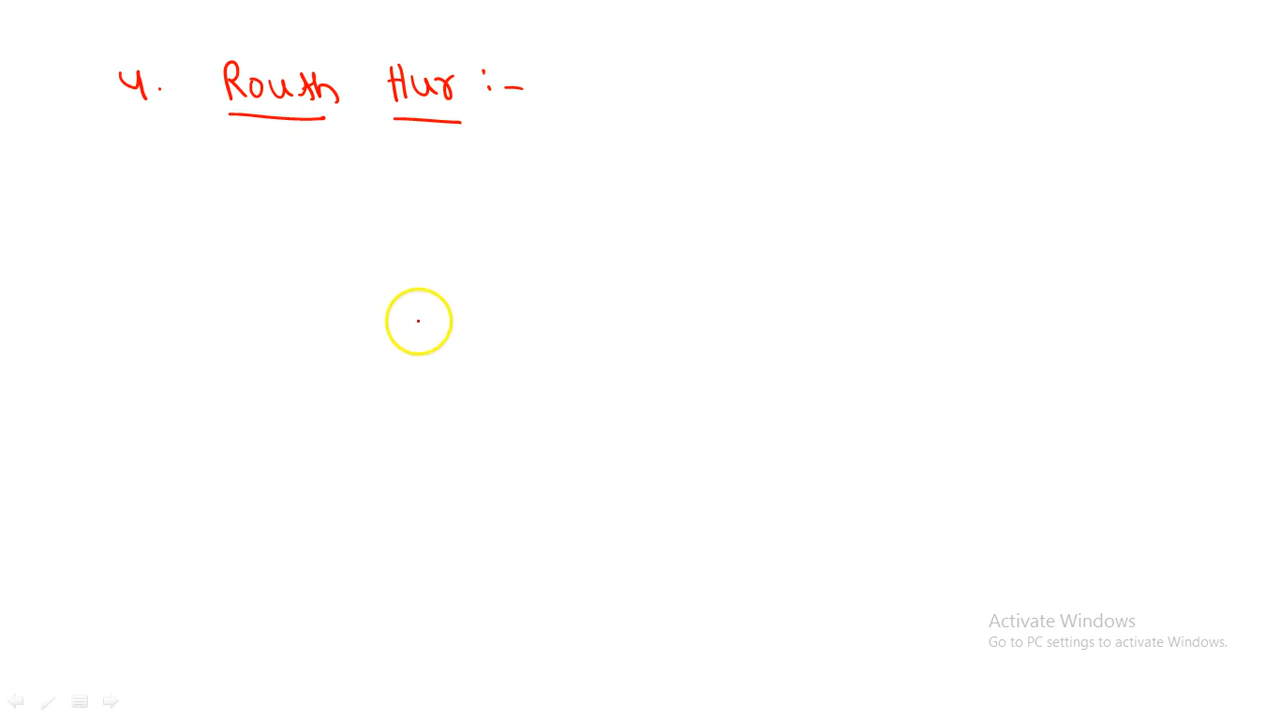 4. Routh Hur :-
Activate Windows
Go to PC settings to activate Windows.